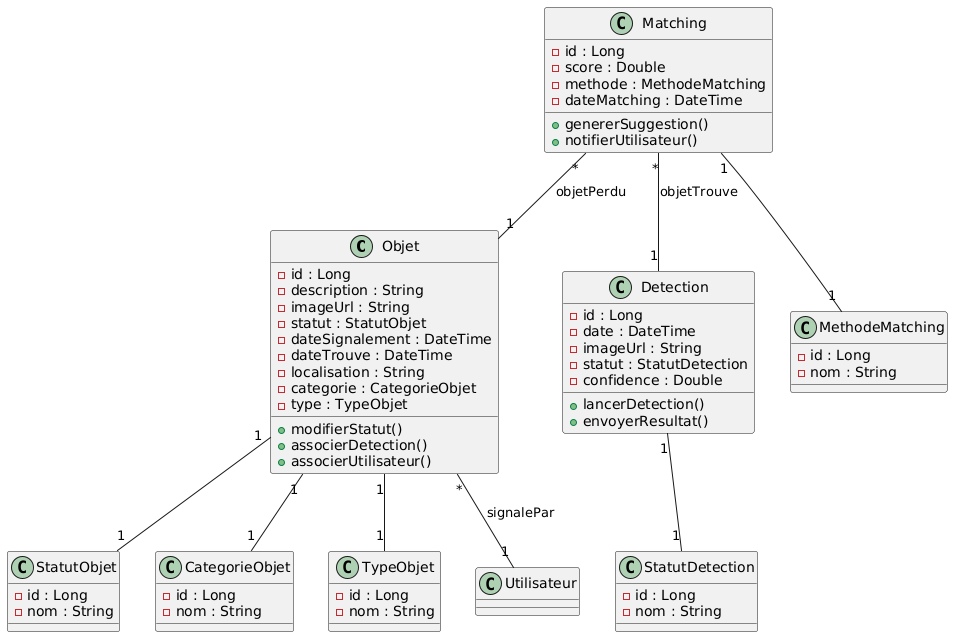 C Matching
id : Long
score : Double
methode : MethodeMatching
dateMatching : DateTime
genererSuggestion()
notifierUtilisateur()
* * 1
objetPerdu objetTrouve
1 1 1
C Objet
id : Long
description : String
imageUrl : String
statut : StatutObjet
dateSignalement : DateTime
dateTrouve : DateTime
localisation : String
categorie : CategorieObjet
type : TypeObjet
modifierStatut()
associerDetection()
associerUtilisateur()
C Detection
id : Long
date : DateTime
imageUrl : String
statut : StatutDetection
confidence : Double
lancerDetection()
envoyerResultat()
C MethodeMatching
id : Long
nom : String
1 1 1 * 1
signalePar
1 1 1 1 1
C StatutObjet
id : Long
nom : String
C CategorieObjet
id : Long
nom : String
C TypeObjet
id : Long
nom : String
C Utilisateur
C StatutDetection
id : Long
nom : String